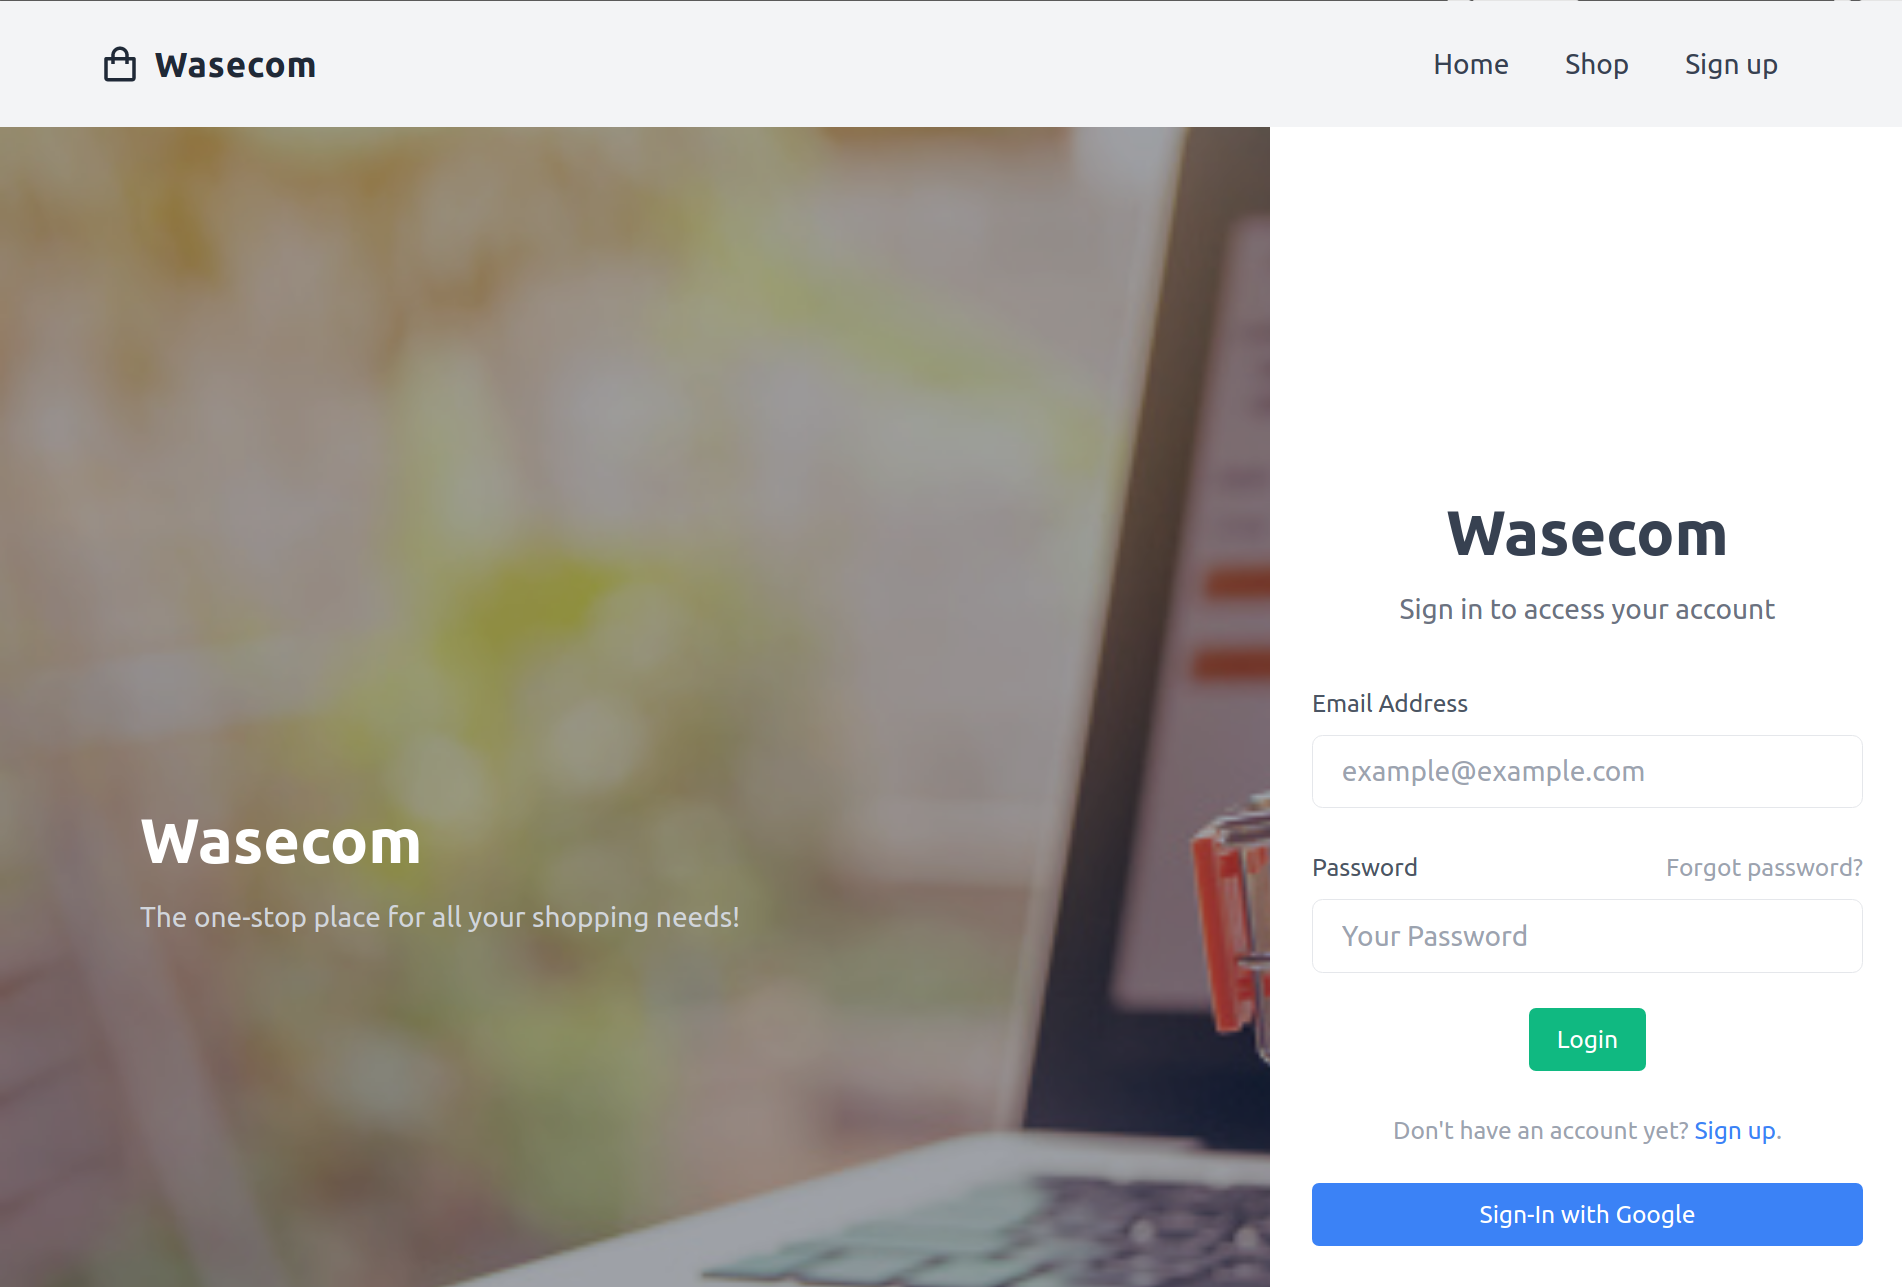 Wasecom
Home Shop Sign up
Wasecom
The one-stop place for all your shopping needs!
Wasecom
Sign in to access your account
Email Address
example@example.com
Password Forgot password?
Your Password
Login
Don't have an account yet? Sign up.
Sign-In with Google